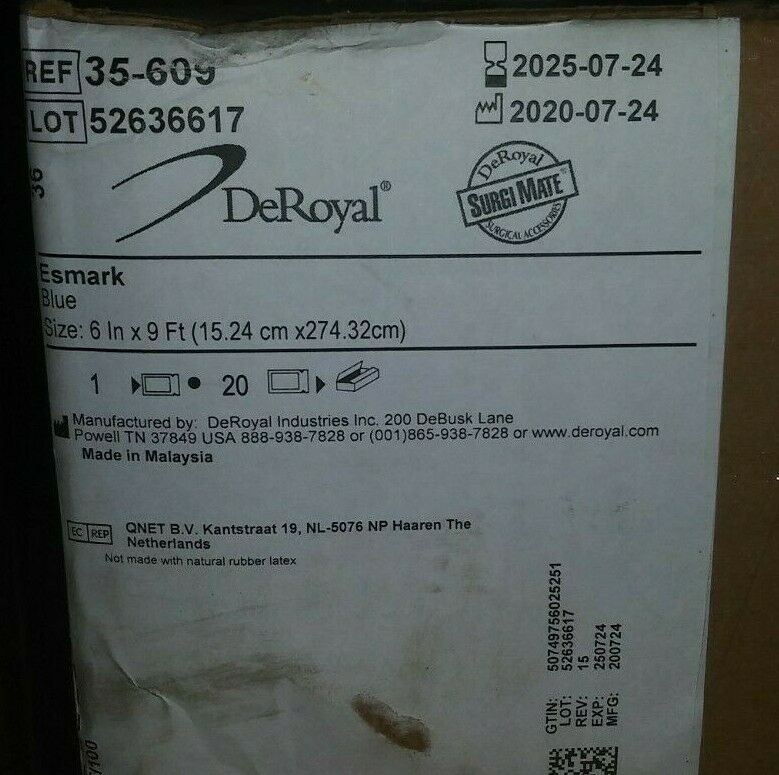 REF 35-609
LOT 52636617
2025-07-24
2020-07-24
36
DeRoyal®
DeRoyal
SURGI MATE
SURGICAL ACCESSORIES
Esmark
Blue
Size: 6 In x 9 Ft (15.24 cm x274.32cm)
1 20
Manufactured by: DeRoyal Industries Inc. 200 DeBusk Lane
Powell TN 37849 USA 888-938-7828 or (001)865-938-7828 or www.deroyal.com
Made in Malaysia
EC REP QNET B.V. Kantstraat 19, NL-5076 NP Haaren The
Netherlands
Not made with natural rubber latex
GTIN: 50749756025251
LOT: 52636617
REV: 15
EXP: 250724
MFG: 200724
/100